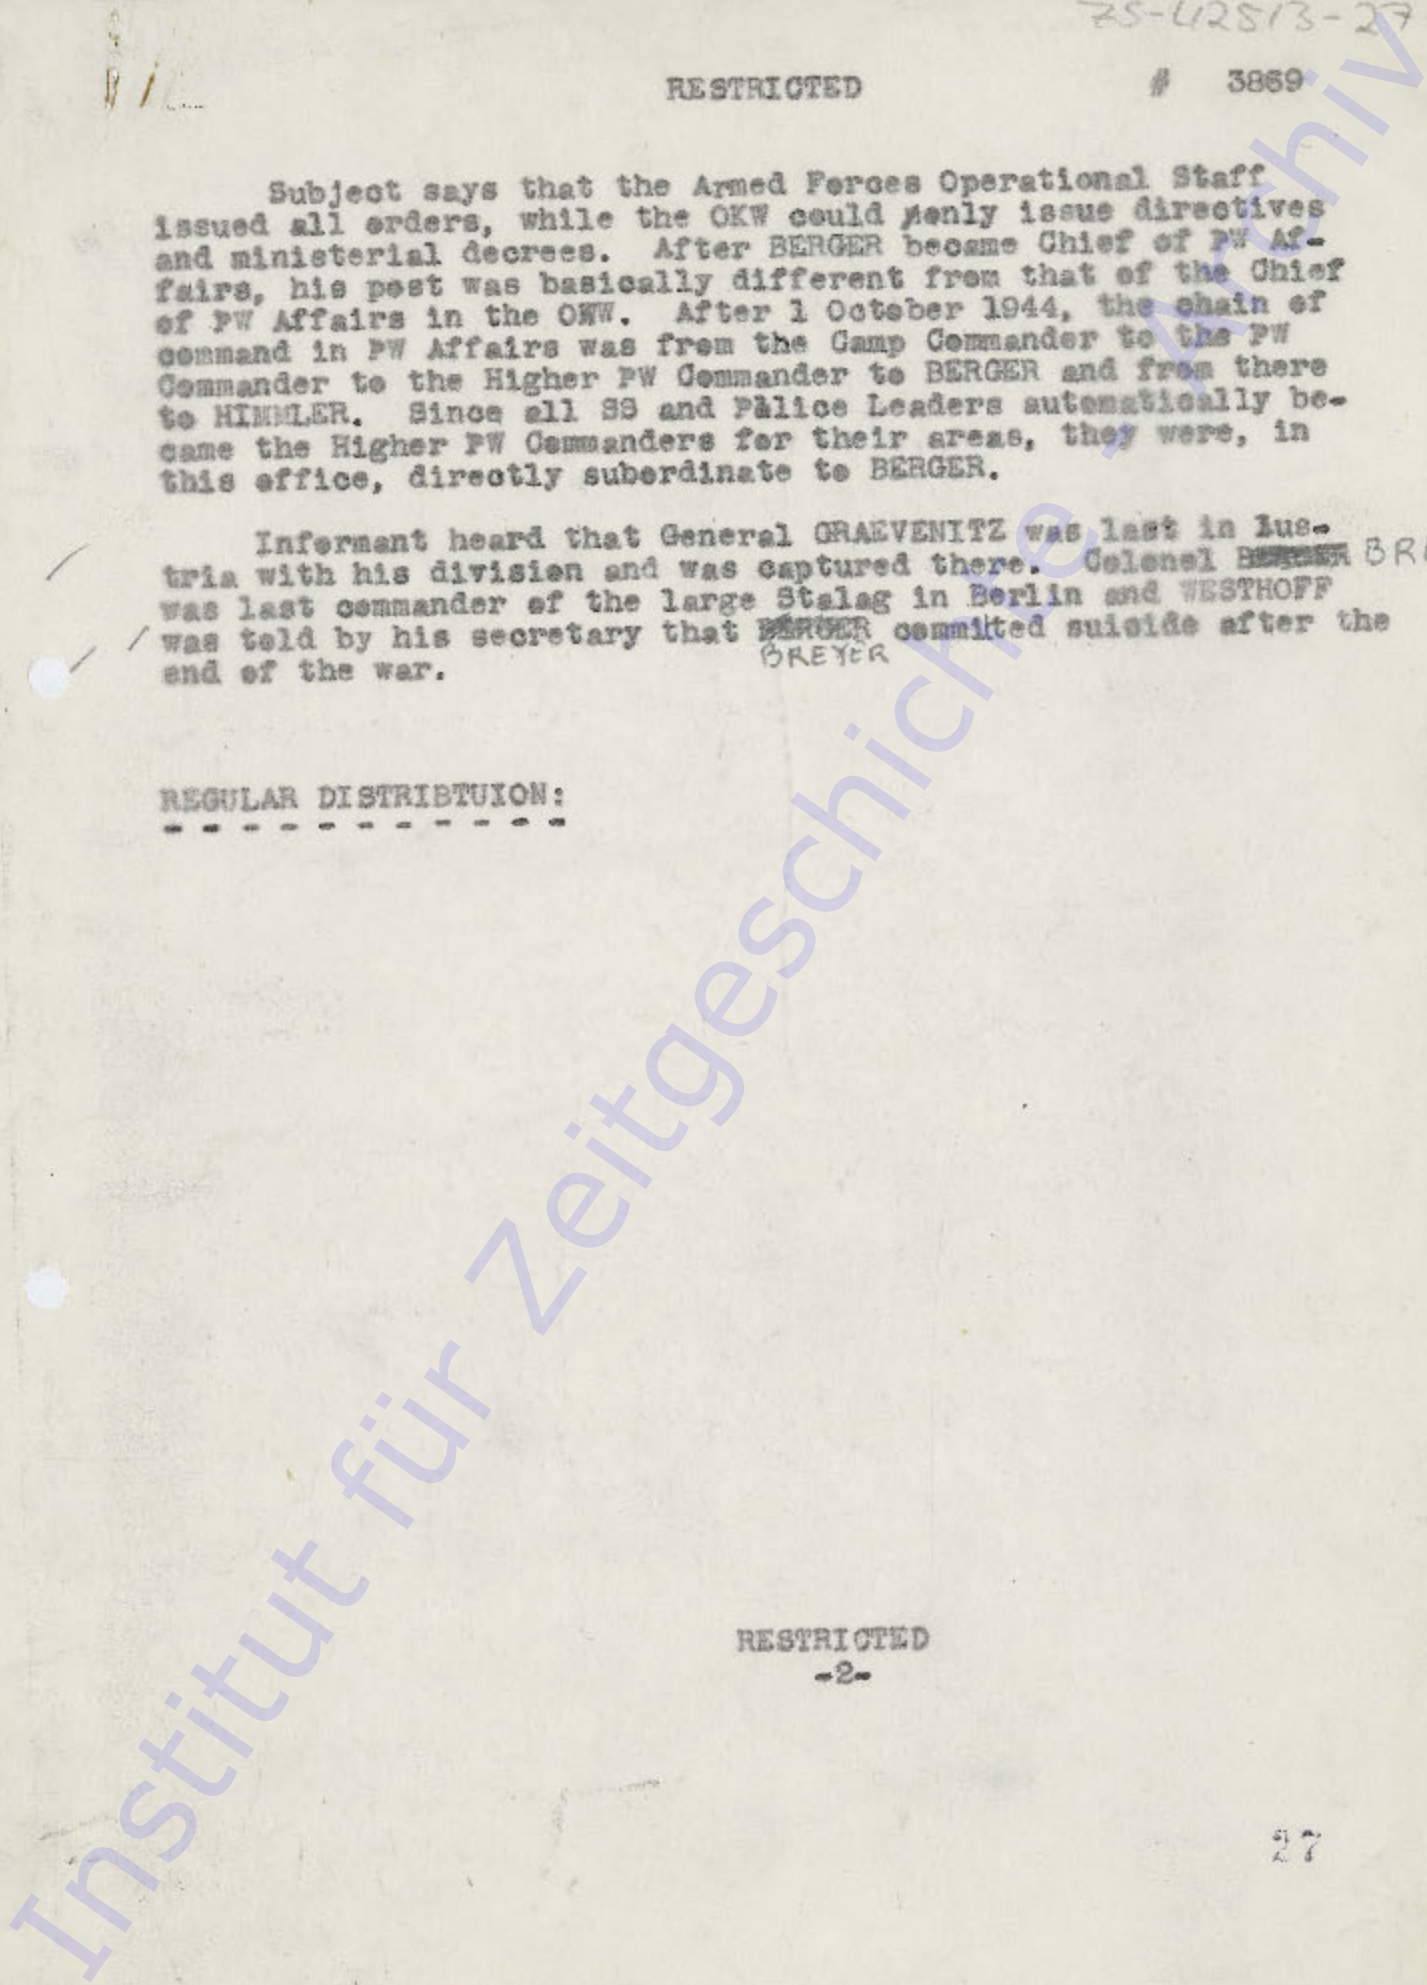 ZS-42513-27
RESTRICTED # 3869
Subject says that the Armed Forces Operational Staff
issued all orders, while the OKW could only issue directives
and ministerial decrees. After BERGER became Chief of PW Af-
fairs, his post was basically different from that of the Chief
of PW Affairs in the OKW. After 1 October 1944, the chain of
command in PW Affairs was from the Camp Commander to the PW
Commander to the Higher PW Commander to BERGER and from there
to HIMMLER. Since all SS and Palice Leaders automatically be-
came the Higher PW Commanders for their areas, they were, in
this office, directly subordinate to BERGER.
Informant heard that General GRAEVENITZ was last in Aus-
tria with his division and was captured there. Colonel BERGER BR
was last commander of the large Stalag in Berlin and WESTHOFF
was told by his secretary that BERGER committed suicide after the
BREYER
end of the war.
REGULAR DISTRIBTUION:
- - - - - - - - - - -
RESTRICTED
-2-
27
Institut für Zeitgeschichte - Archiv